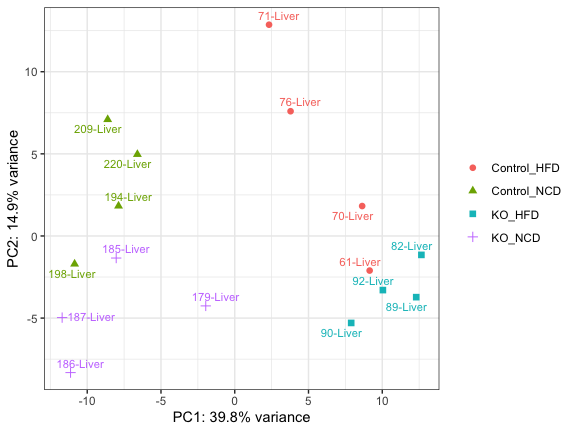 71-Liver
76-Liver
209-Liver
220-Liver
194-Liver
70-Liver
185-Liver
82-Liver
198-Liver
61-Liver
92-Liver
179-Liver
89-Liver
187-Liver
90-Liver
186-Liver
10
5
0
-5
-10
-5
0
5
10
PC1: 39.8% variance
PC2: 14.9% variance
Control_HFD
Control_NCD
KO_HFD
KO_NCD